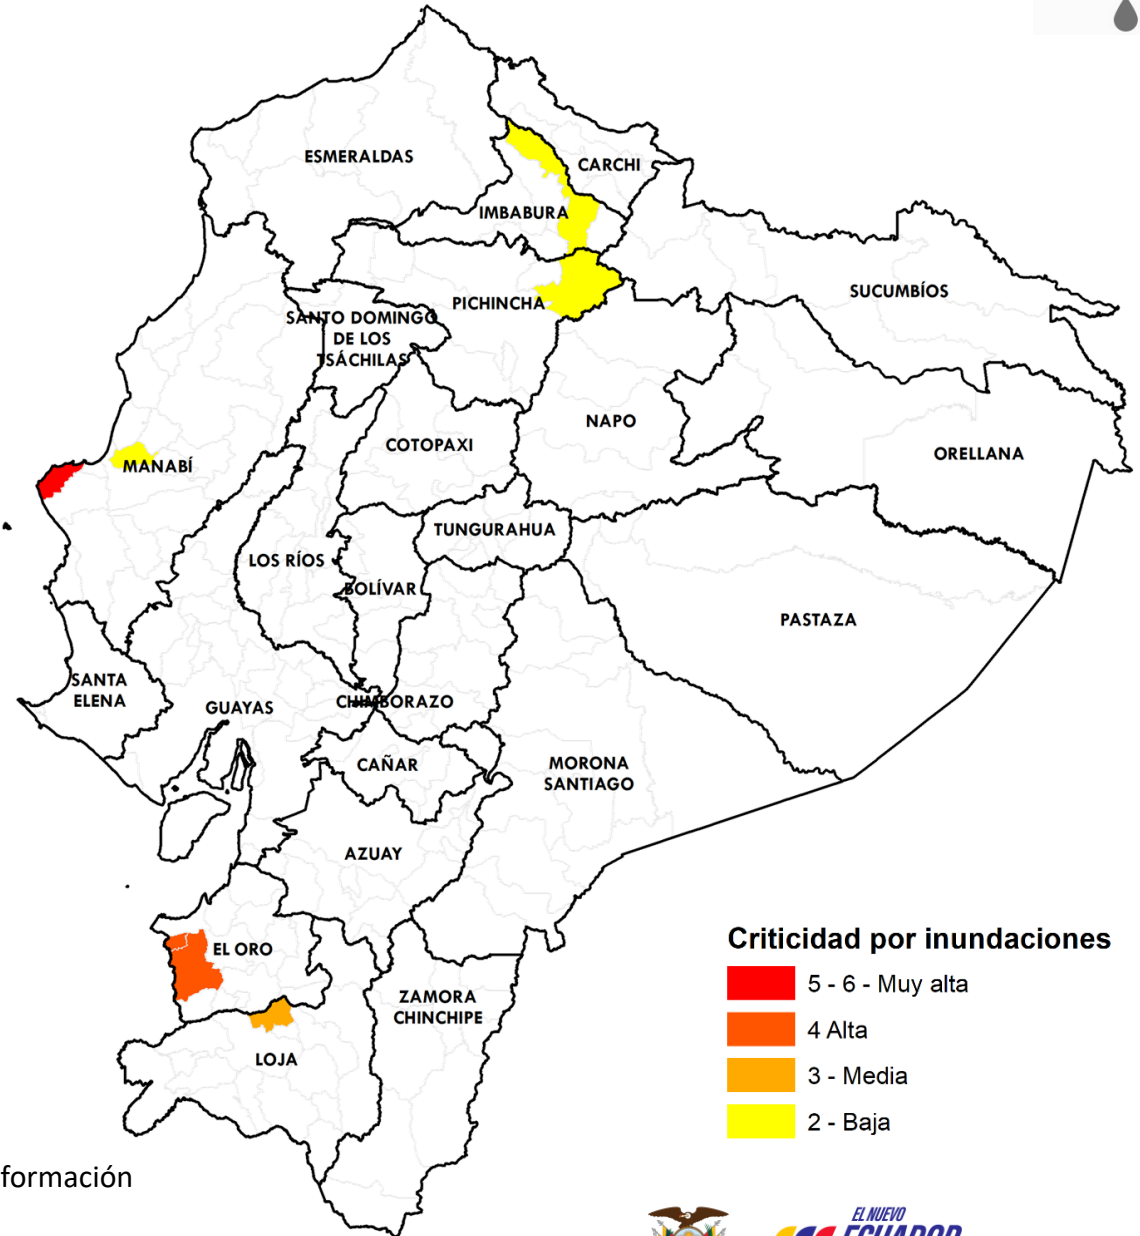 ESMERALDAS
CARCHI
IMBABURA
SUCUMBÍOS
PICHINCHA
SANTO DOMINGO
DE LOS
TSÁCHILAS
NAPO
COTOPAXI
ORELLANA
MANABÍ
TUNGURAHUA
LOS RÍOS
BOLÍVAR
PASTAZA
SANTA
ELENA
CHIMBORAZO
GUAYAS
CAÑAR
MORONA
SANTIAGO
AZUAY
EL ORO
ZAMORA
CHINCHIPE
LOJA
Criticidad por inundaciones
5 - 6 - Muy alta
4 Alta
3 - Media
2 - Baja
formación
EL NUEVO
ECUADOR